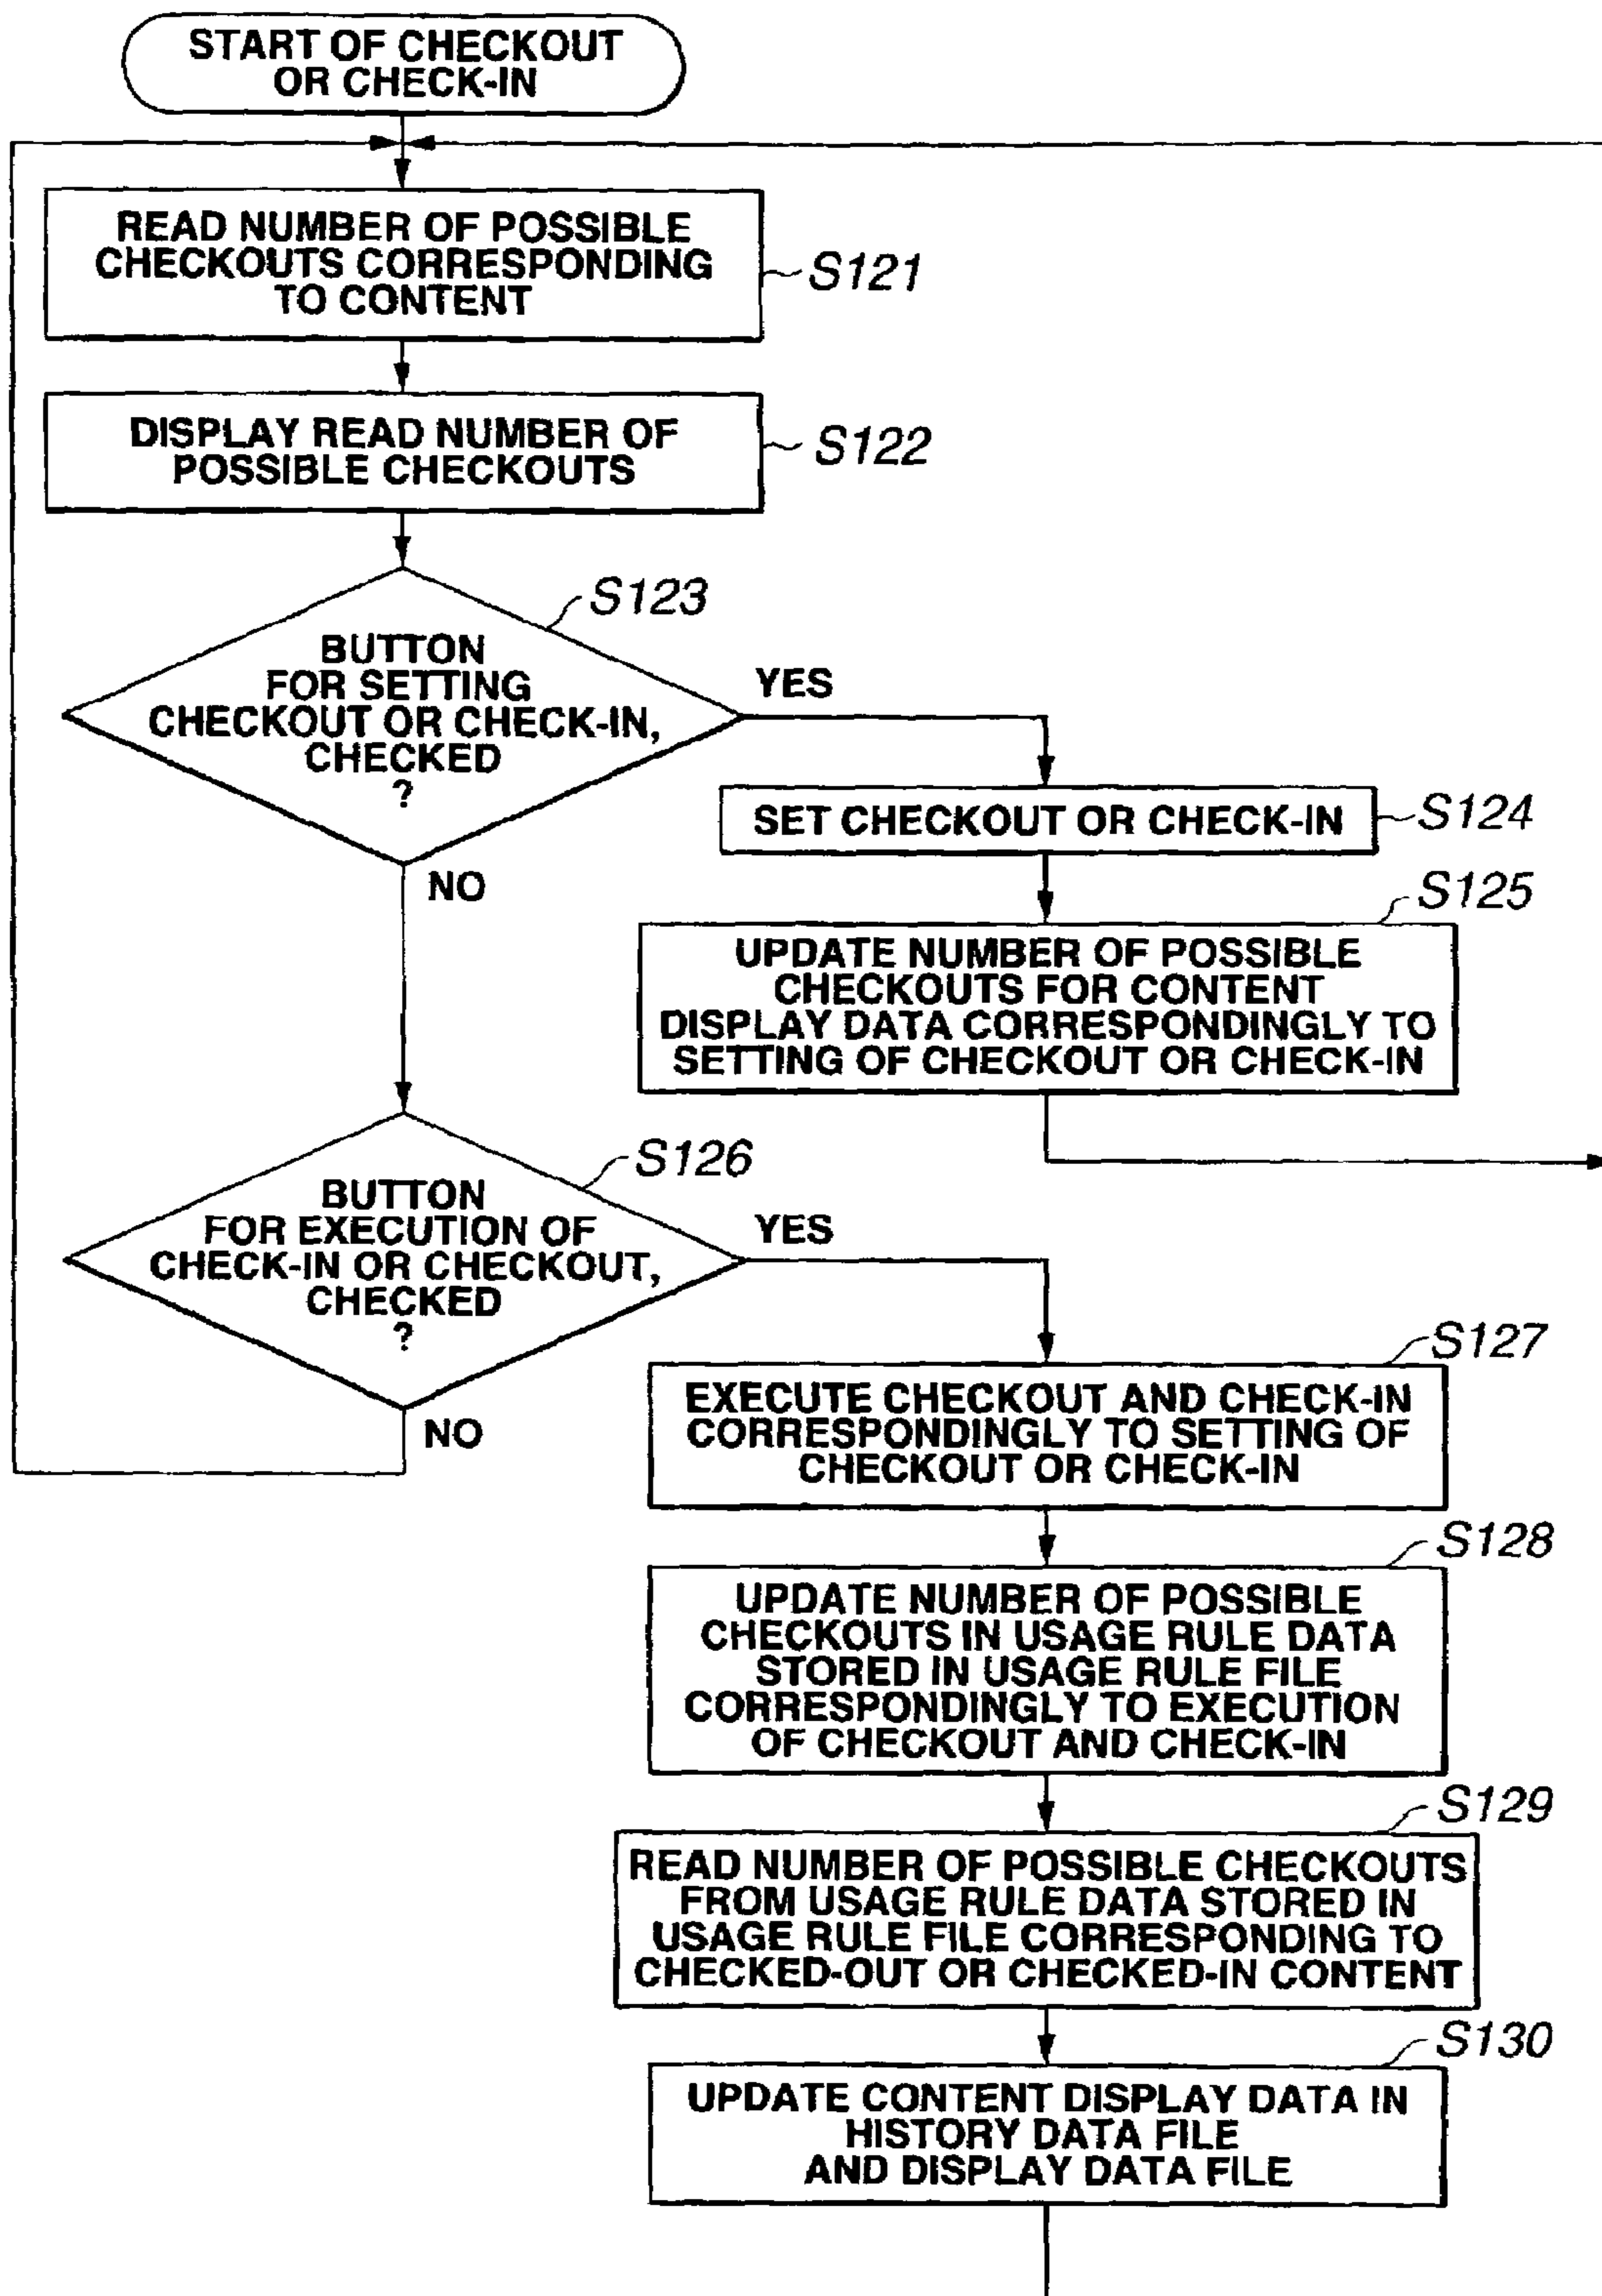 START OF CHECKOUT
OR CHECK-IN
READ NUMBER OF POSSIBLE
CHECKOUTS CORRESPONDING
TO CONTENT
S121
DISPLAY READ NUMBER OF
POSSIBLE CHECKOUTS
S122
S123
BUTTON
FOR SETTING
CHECKOUT OR CHECK-IN,
CHECKED
?
YES
NO
SET CHECKOUT OR CHECK-IN
S124
S125
UPDATE NUMBER OF POSSIBLE
CHECKOUTS FOR CONTENT
DISPLAY DATA CORRESPONDINGLY TO
SETTING OF CHECKOUT OR CHECK-IN
S126
BUTTON
FOR EXECUTION OF
CHECK-IN OR CHECKOUT,
CHECKED
?
YES
NO
S127
EXECUTE CHECKOUT AND CHECK-IN
CORRESPONDINGLY TO SETTING OF
CHECKOUT OR CHECK-IN
S128
UPDATE NUMBER OF POSSIBLE
CHECKOUTS IN USAGE RULE DATA
STORED IN USAGE RULE FILE
CORRESPONDINGLY TO EXECUTION
OF CHECKOUT AND CHECK-IN
S129
READ NUMBER OF POSSIBLE CHECKOUTS
FROM USAGE RULE DATA STORED IN
USAGE RULE FILE CORRESPONDING TO
CHECKED-OUT OR CHECKED-IN CONTENT
S130
UPDATE CONTENT DISPLAY DATA IN
HISTORY DATA FILE
AND DISPLAY DATA FILE